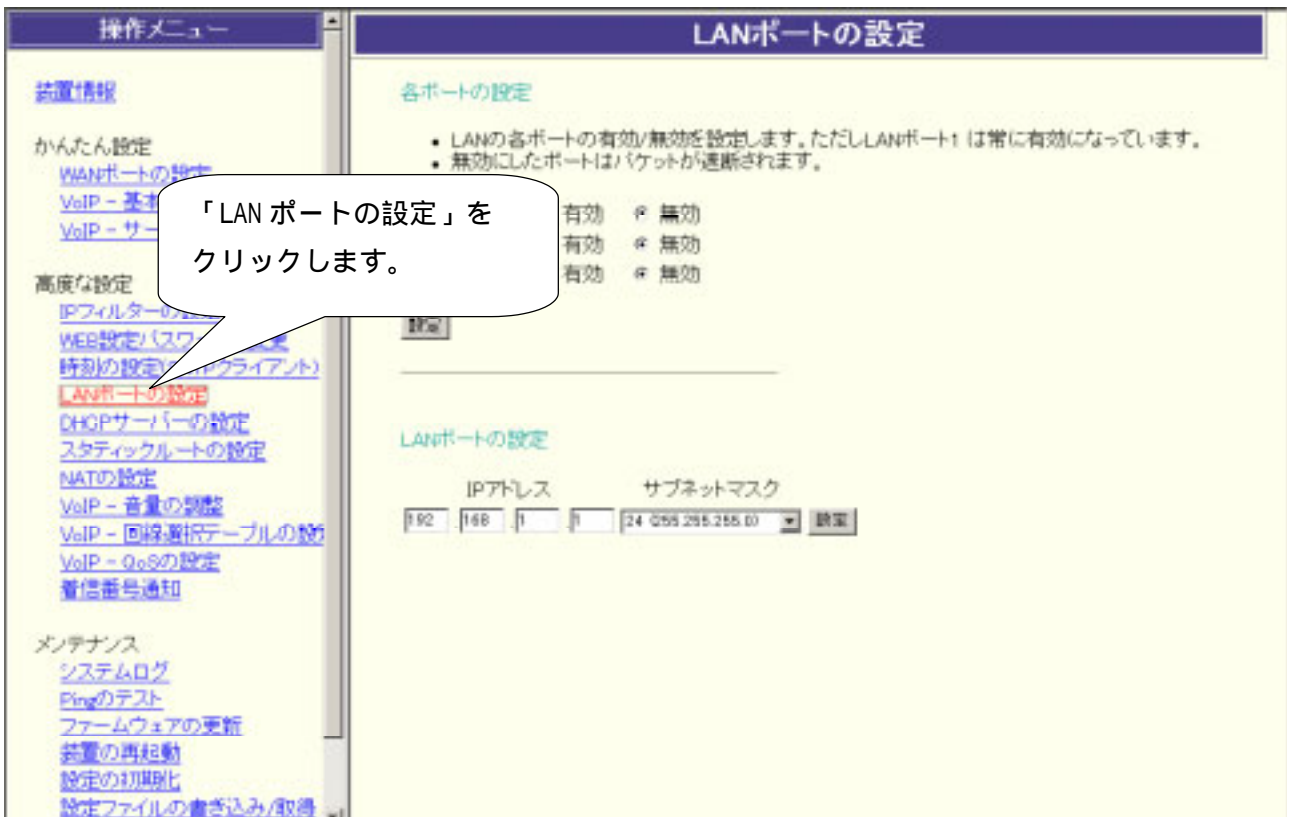 操作メニュー
装置情報
かんたん設定
WANポートの設定
VoIP - 基本
VoIP - サー
高度な設定
IPフィルターの
WEB設定パスワ
時刻の設定( クライアント)
LANポートの設定
DHCPサーバーの設定
スタティックルートの設定
NATの設定
VoIP - 音量の調整
VoIP - 回線選択テーブルの設定
VoIP - QoSの設定
着信番号通知
メンテナンス
システムログ
Pingのテスト
ファームウェアの更新
装置の再起動
設定の初期化
設定ファイルの書き込み/取得
「LAN ポートの設定」を
クリックします。
LANポートの設定
各ポートの設定
• LANの各ポートの有効/無効を設定します。ただしLANポート1 は常に有効になっています。
• 無効にしたポートはパケットが遮断されます。
有効 無効
有効 無効
有効 無効
設定
LANポートの設定
IPアドレス サブネットマスク
192 .168 .1 .1 24 (255.255.255.0) 設定